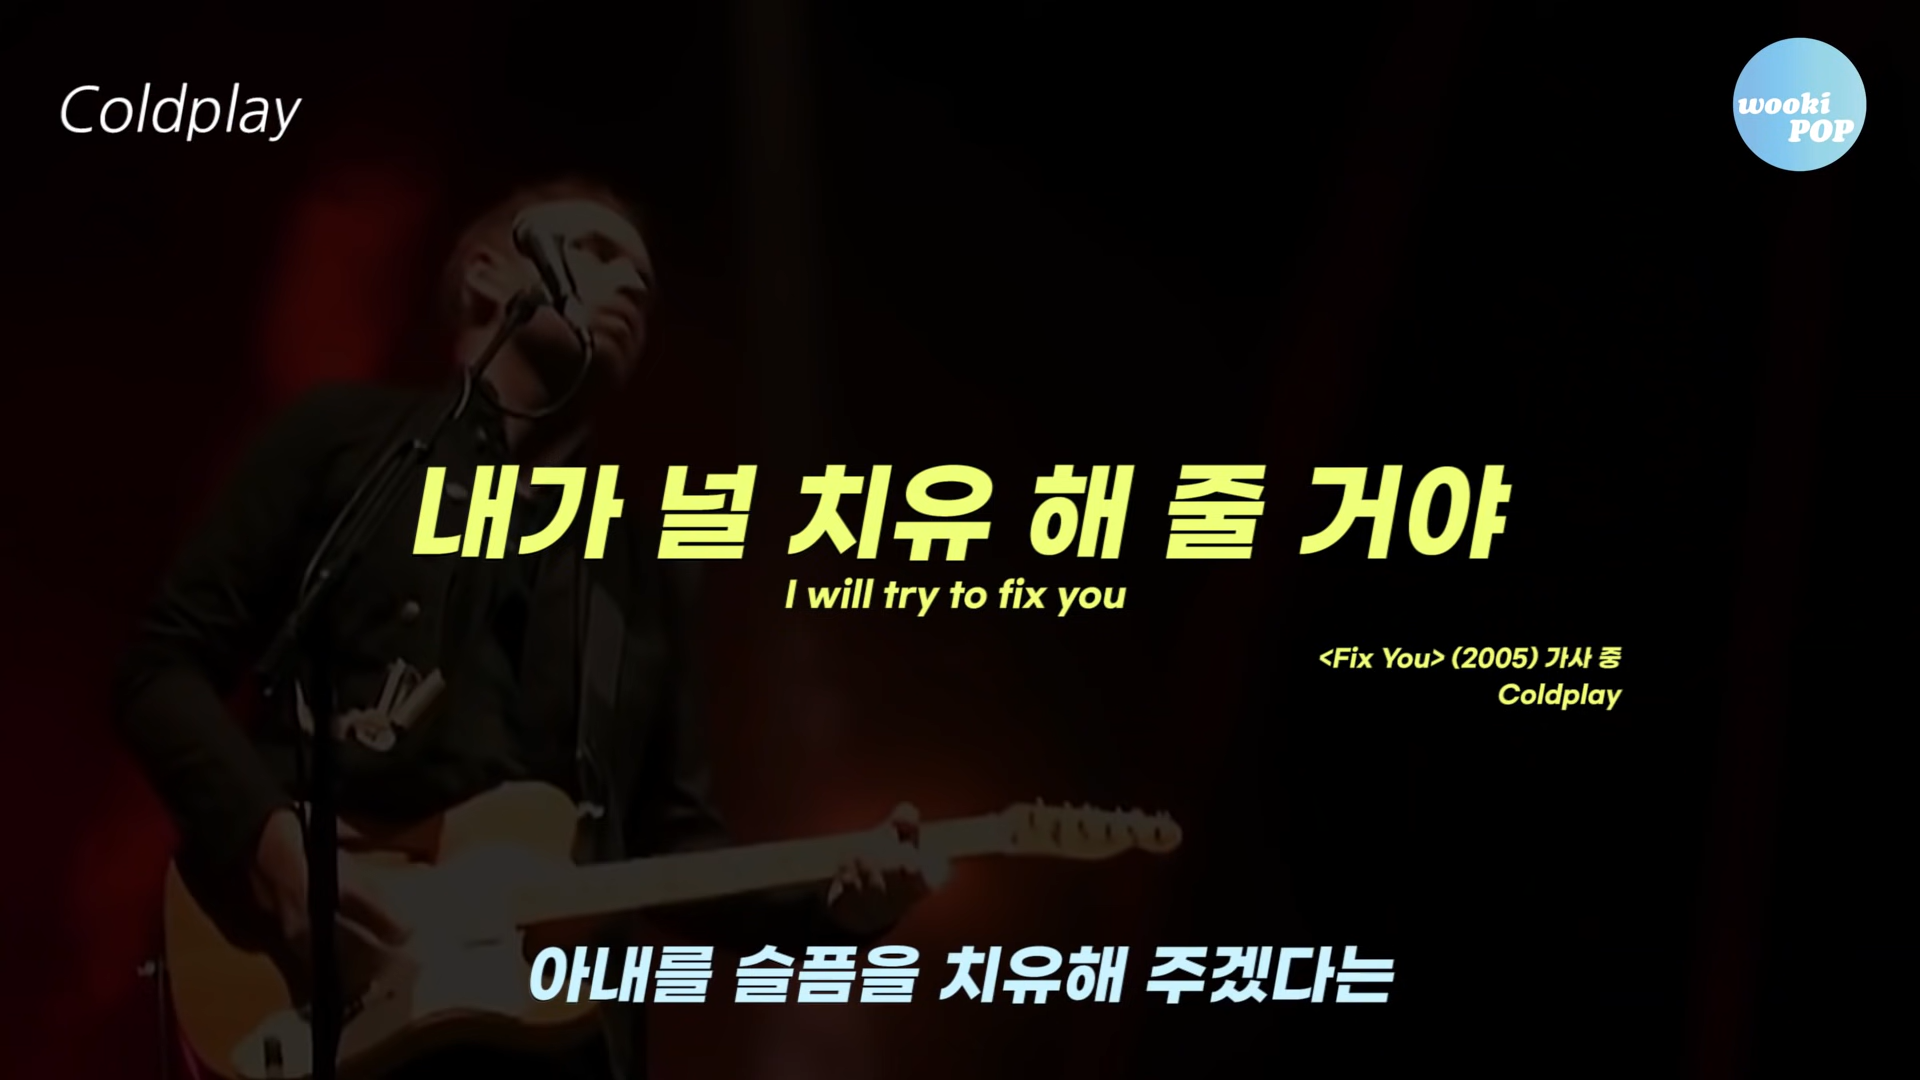 Coldplay
wooki
POP
내가 널 치유 해 줄 거야
I will try to fix you
<Fix You> (2005) 가사 중
Coldplay
아내를 슬픔을 치유해 주겠다는